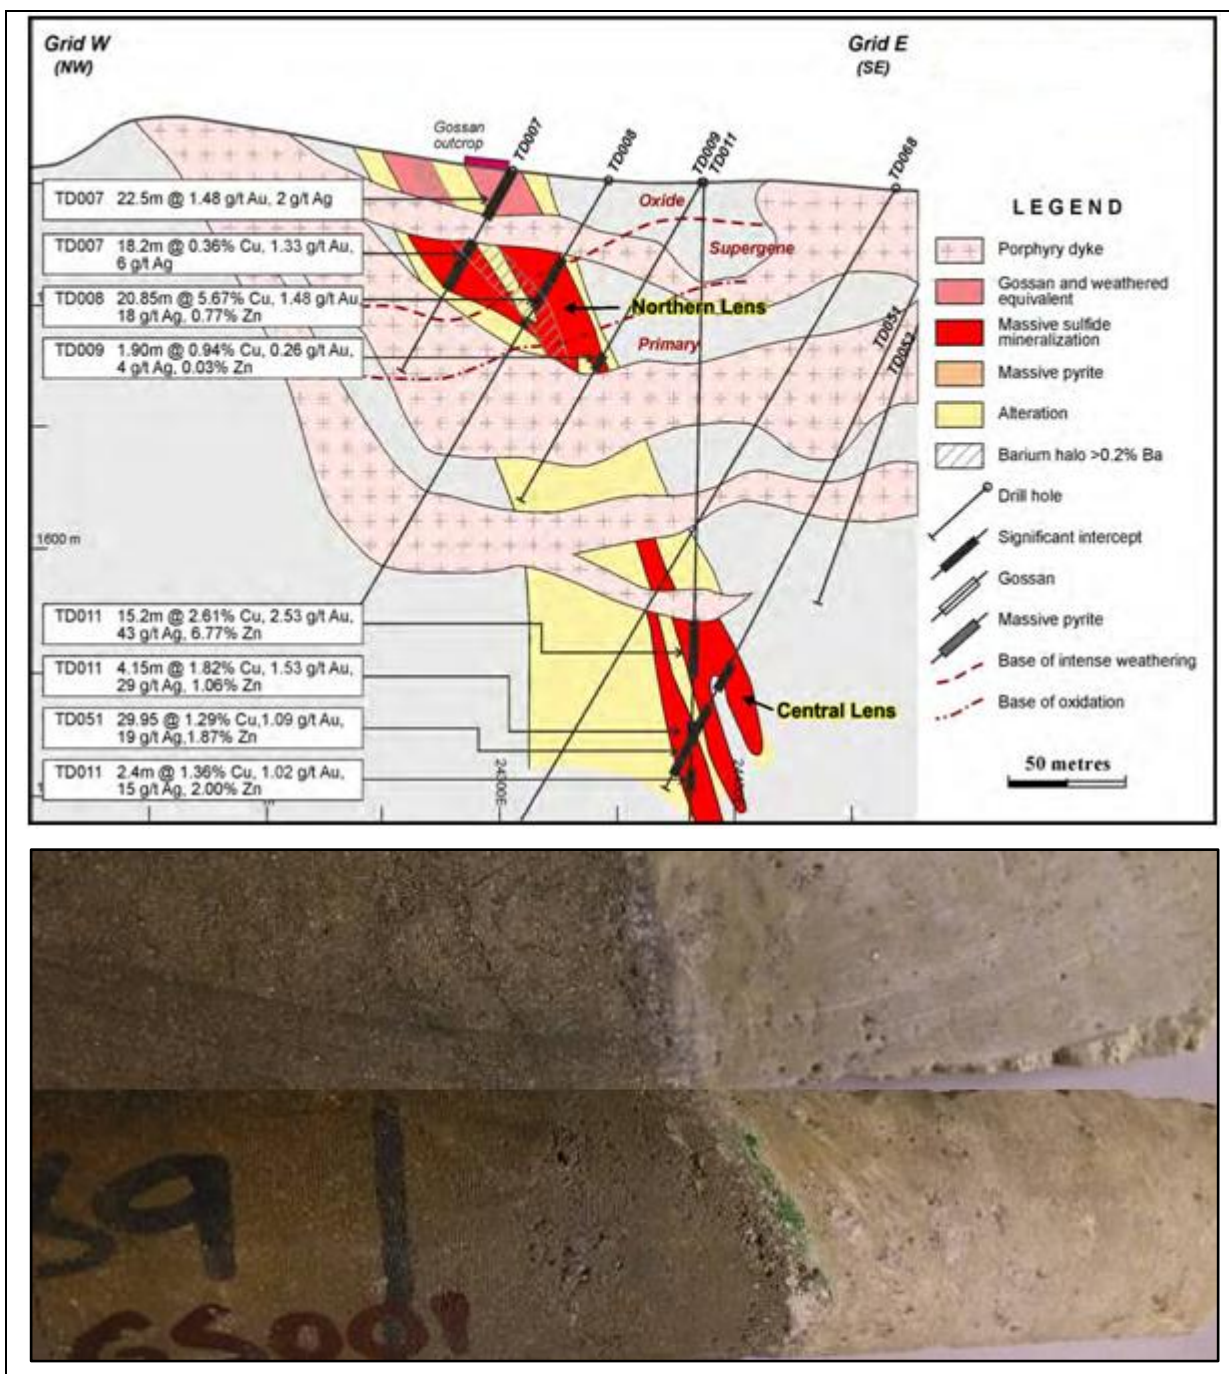 Grid W
(NW)
Grid E
(SE)
Gossan
outcrop
TD007
TD008
TD009
TD011
TD068
TD007 22.5m @ 1.48 g/t Au, 2 g/t Ag
Oxide
Supergene
TD007 18.2m @ 0.36% Cu, 1.33 g/t Au,
6 g/t Ag
TD008 20.85m @ 5.67% Cu, 1.48 g/t Au,
18 g/t Ag, 0.77% Zn
Northern Lens
TD009 1.90m @ 0.94% Cu, 0.26 g/t Au,
4 g/t Ag, 0.03% Zn
Primary
TD051
1600 m
TD011 15.2m @ 2.61% Cu, 2.53 g/t Au,
43 g/t Ag, 6.77% Zn
TD011 4.15m @ 1.82% Cu, 1.53 g/t Au,
29 g/t Ag, 1.06% Zn
TD051 29.95 @ 1.29% Cu,1.09 g/t Au,
19 g/t Ag,1.87% Zn
Central Lens
TD011 2.4m @ 1.36% Cu, 1.02 g/t Au,
15 g/t Ag, 2.00% Zn
24300E
LEGEND
Porphyry dyke
Gossan and weathered
equivalent
Massive sulfide
mineralization
Massive pyrite
Alteration
Barium halo >0.2% Ba
Drill hole
Significant intercept
Gossan
Massive pyrite
Base of intense weathering
Base of oxidation
50 metres